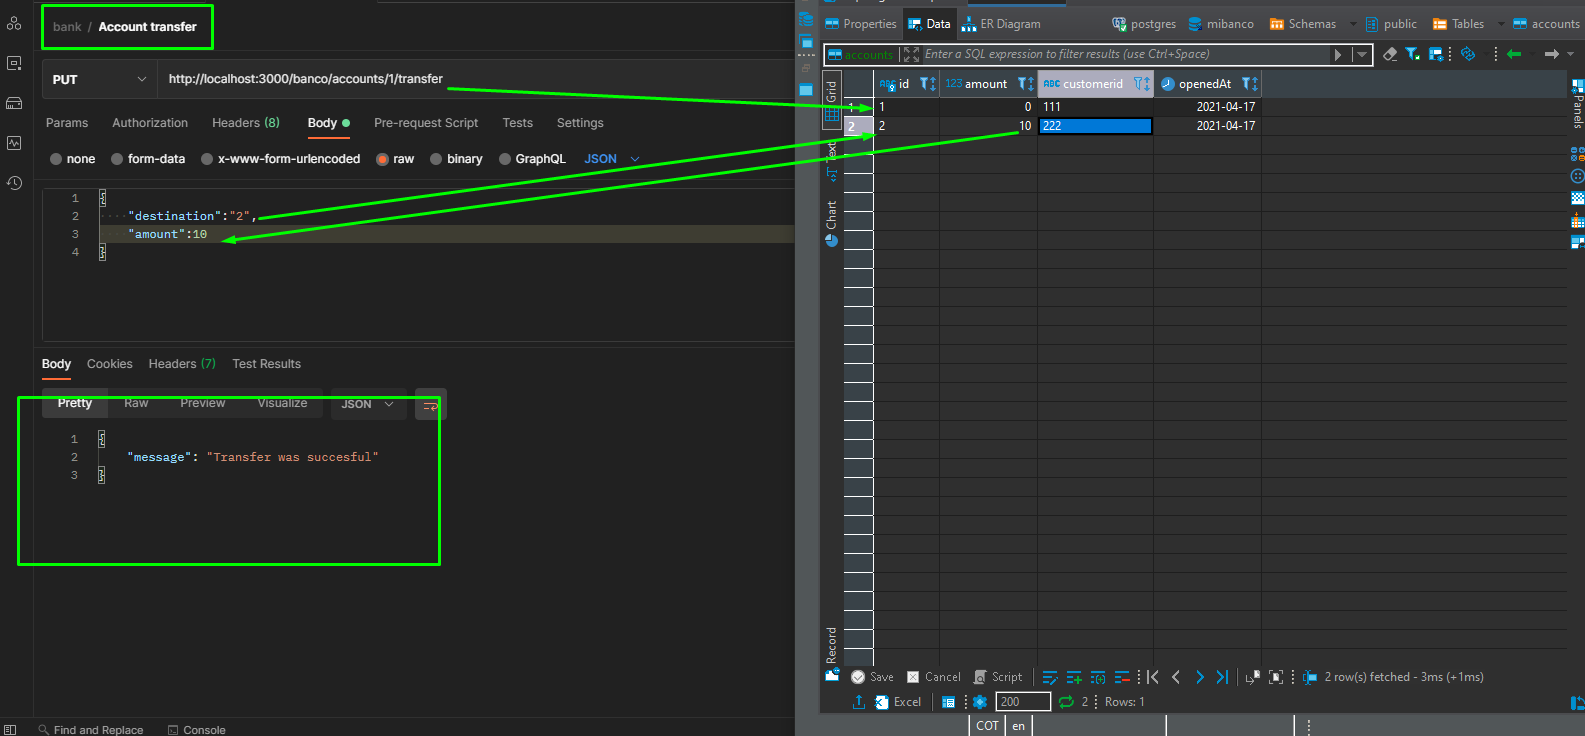 bank / Account transfer
PUT
http://localhost:3000/banco/accounts/1/transfer
Params Authorization Headers (8) Body Pre-request Script Tests Settings
none form-data x-www-form-urlencoded raw binary GraphQL JSON
1 {
2 "destination":"2",
3 "amount":10
4 }
Body Cookies Headers (7) Test Results
Pretty Raw Preview Visualize JSON
1 {
2 "message": "Transfer was succesful"
3 }
Find and Replace Console
Properties Data ER Diagram postgres mibanco Schemas public Tables accounts
accounts Enter a SQL expression to filter results (use Ctrl+Space)
Grid
Text
Chart
Record
ABC id 123 amount ABC customerid openedAt
1 1 0 111 2021-04-17
2 2 10 222 2021-04-17
Panels
Save Cancel Script 2 row(s) fetched - 3ms (+1ms)
Excel 200 2 Rows: 1
COT en